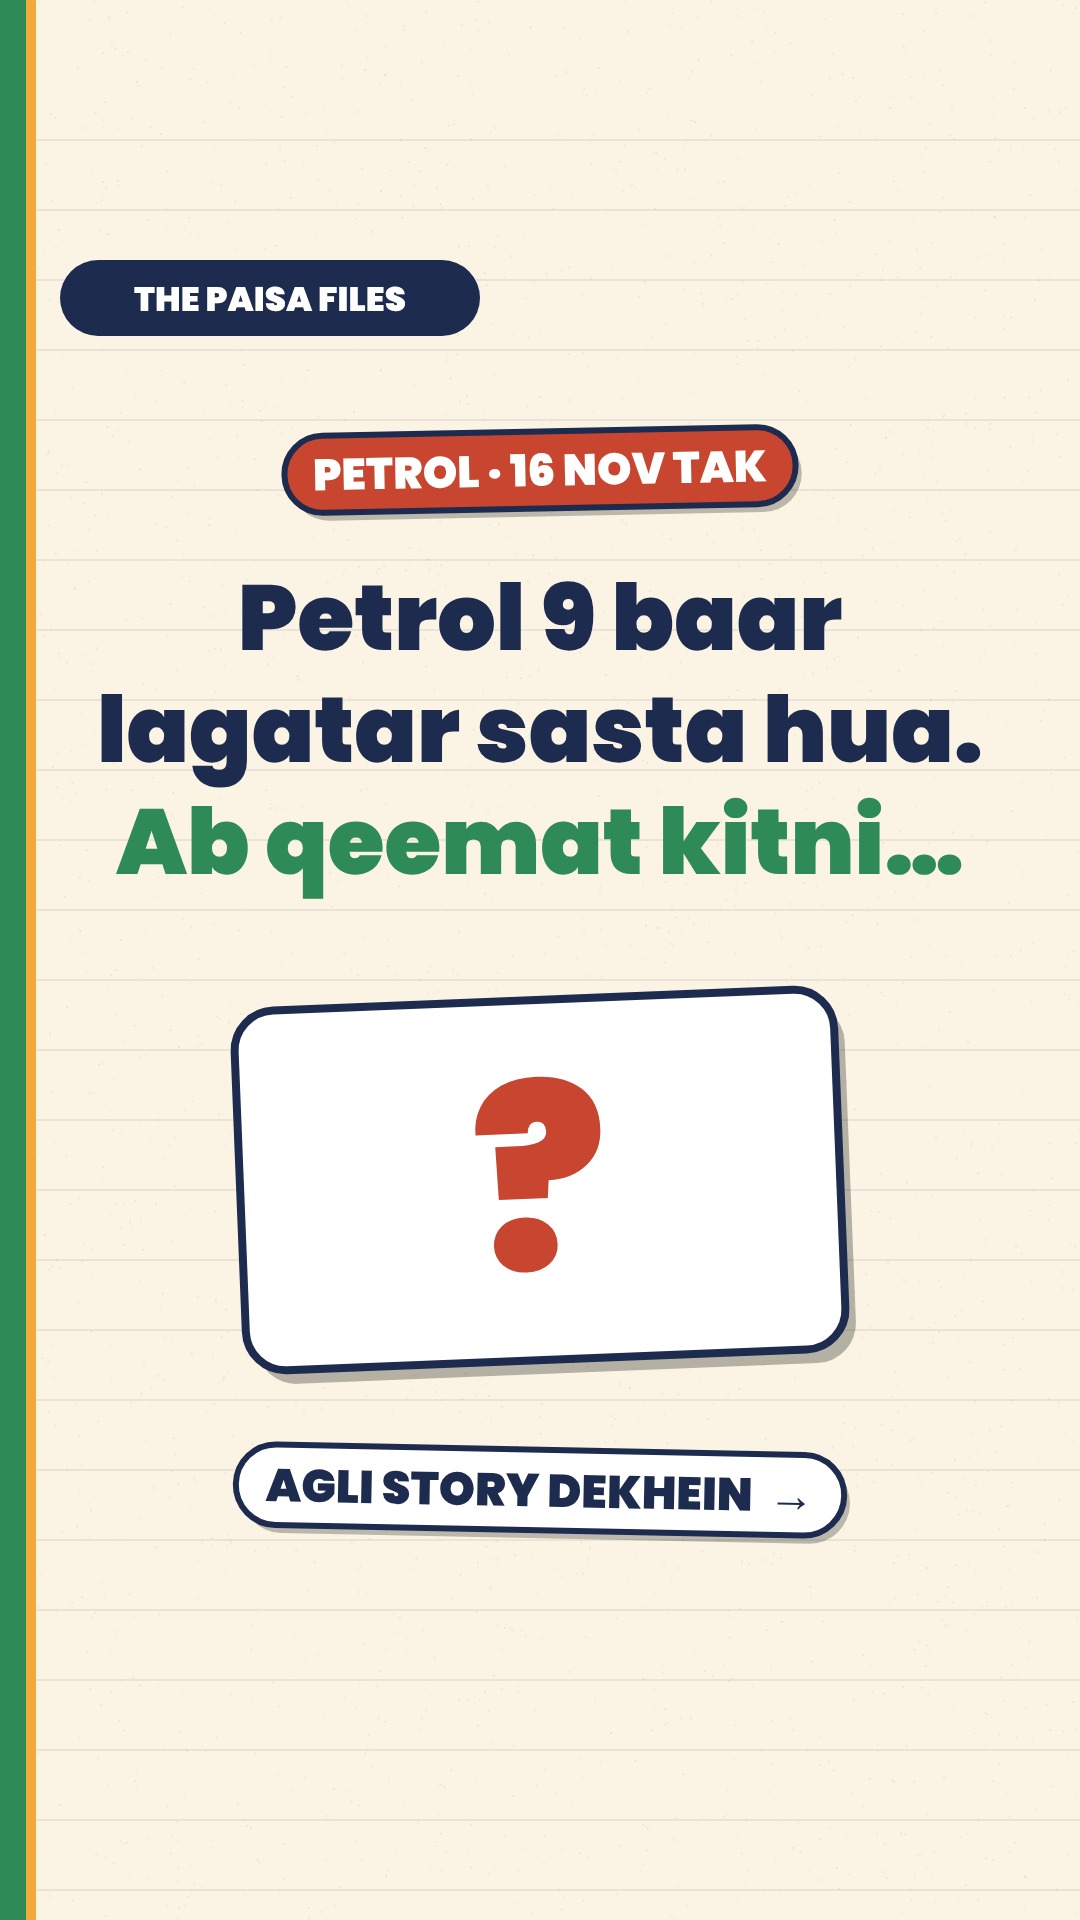 THE PAISA FILES
PETROL • 16 NOV TAK
Petrol 9 baar
lagatar sasta hua.
Ab qeemat kitni...
?
AGLI STORY DEKHEIN →